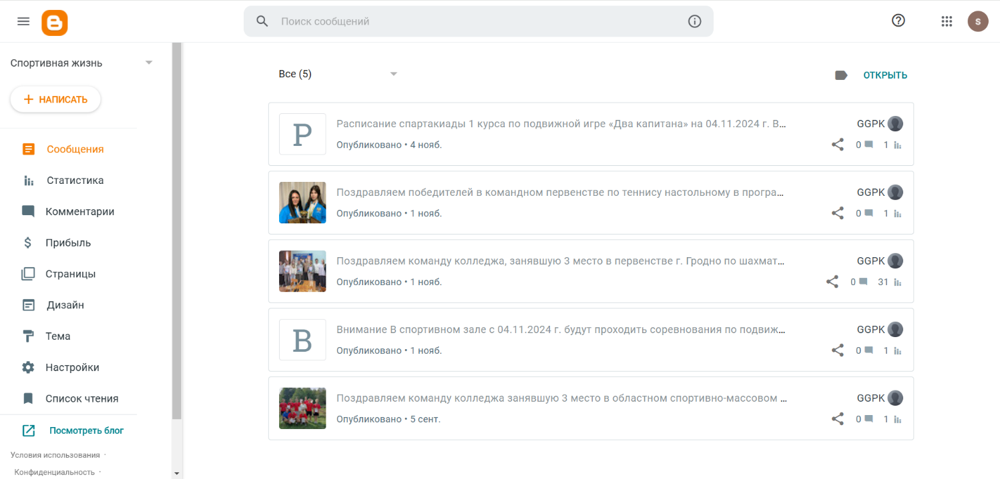 Поиск сообщений
S
Спортивная жизнь
НАПИСАТЬ
Сообщения
Статистика
Комментарии
Прибыль
Страницы
Дизайн
Тема
Настройки
Список чтения
Посмотреть блог
Условия использования ·
Конфиденциальность ·
Все (5)
ОТКРЫТЬ
Р
Расписание спартакиады 1 курса по подвижной игре «Два капитана» на 04.11.2024 г. В...
GGPK
Опубликовано • 4 нояб.
0 1
Поздравляем победителей в командном первенстве по теннису настольному в програ...
GGPK
Опубликовано • 1 нояб.
0 1
Поздравляем команду колледжа, занявшую 3 место в первенстве г. Гродно по шахмат...
GGPK
Опубликовано • 1 нояб.
0 31
В
Внимание В спортивном зале с 04.11.2024 г. будут проходить соревнования по подвиж...
GGPK
Опубликовано • 1 нояб.
0 1
Поздравляем команду колледжа занявшую 3 место в областном спортивно-массовом ...
GGPK
Опубликовано • 5 сент.
0 1